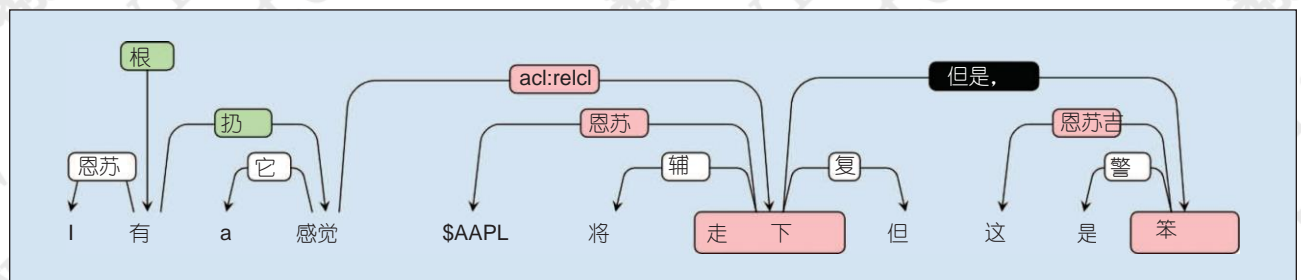 根
acl:relcl
但是,
扔
恩苏
恩苏吉
恩苏
它
辅
复
警
I 有 a 感觉 $AAPL 将 走 下 但 这 是 笨